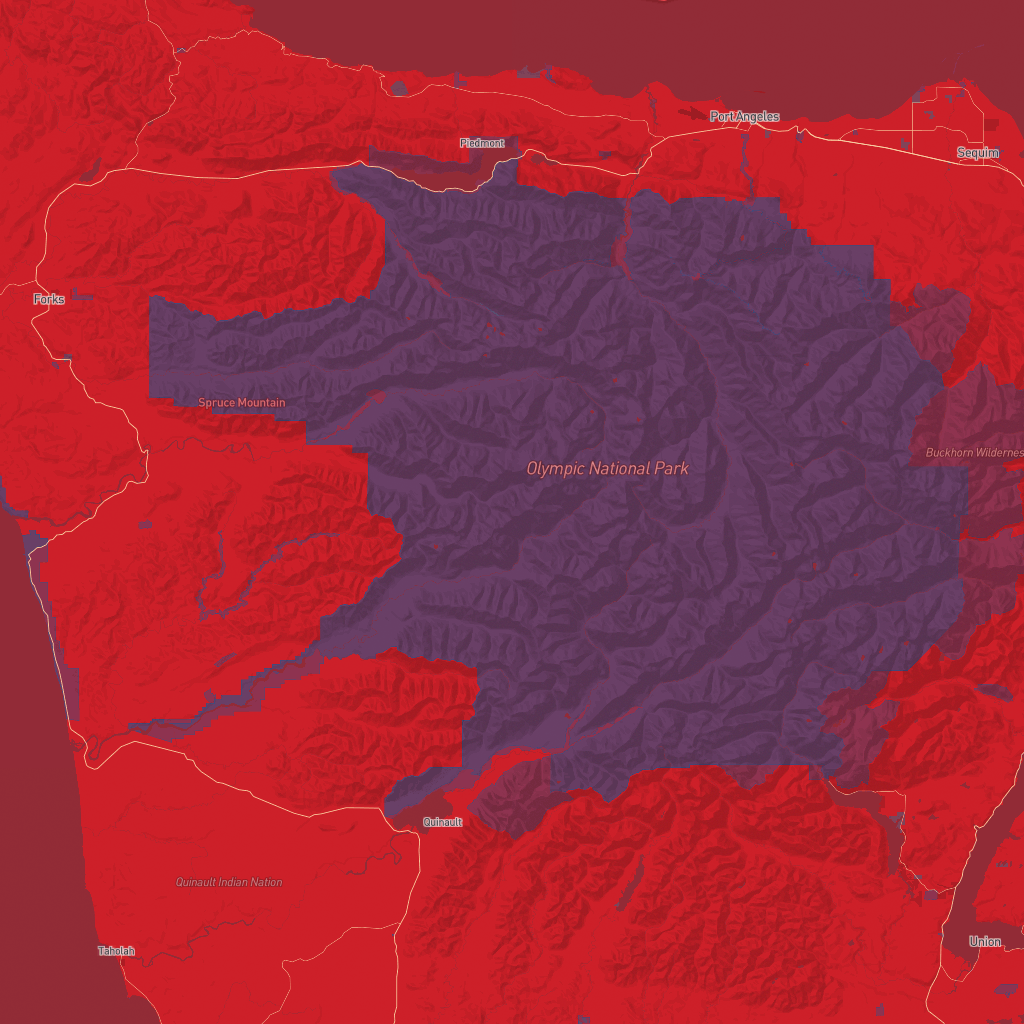 Port Angeles
Piedmont
Sequim
Forks
Spruce Mountain
Buckhorn Wildernes
Olympic National Park
Quinault
Quinault Indian Nation
Union
Taholah